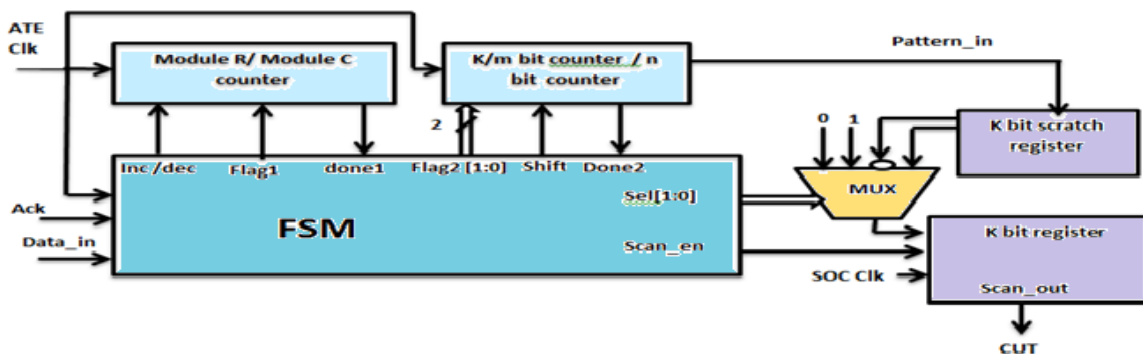 ATE
Clk
Module R/ Module C
counter
K/m bit counter / n
bit counter
Pattern_in
2
0 1
K bit scratch
register
Inc /dec Flag1 done1 Flag2 [1:0] Shift Done2
MUX
Sel[1:0]
Ack
FSM
Data_in
Scan_en
K bit register
SOC Clk
Scan_out
CUT